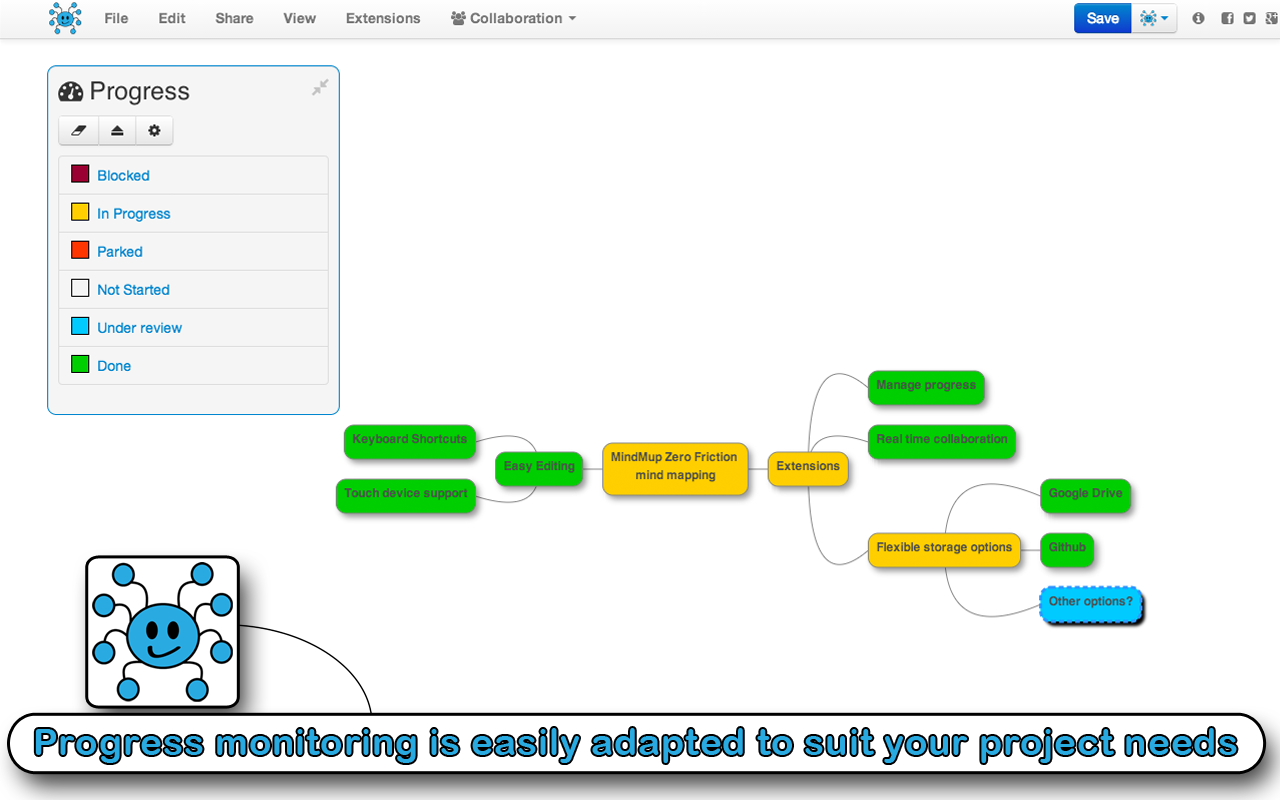 File Edit Share View Extensions Collaboration Save
Progress
Blocked
In Progress
Parked
Not Started
Under review
Done
Keyboard Shortcuts
Touch device support
Easy Editing
MindMup Zero Friction
mind mapping
Extensions
Manage progress
Real time collaboration
Flexible storage options
Google Drive
Github
Other options?
Progress monitoring is easily adapted to suit your project needs